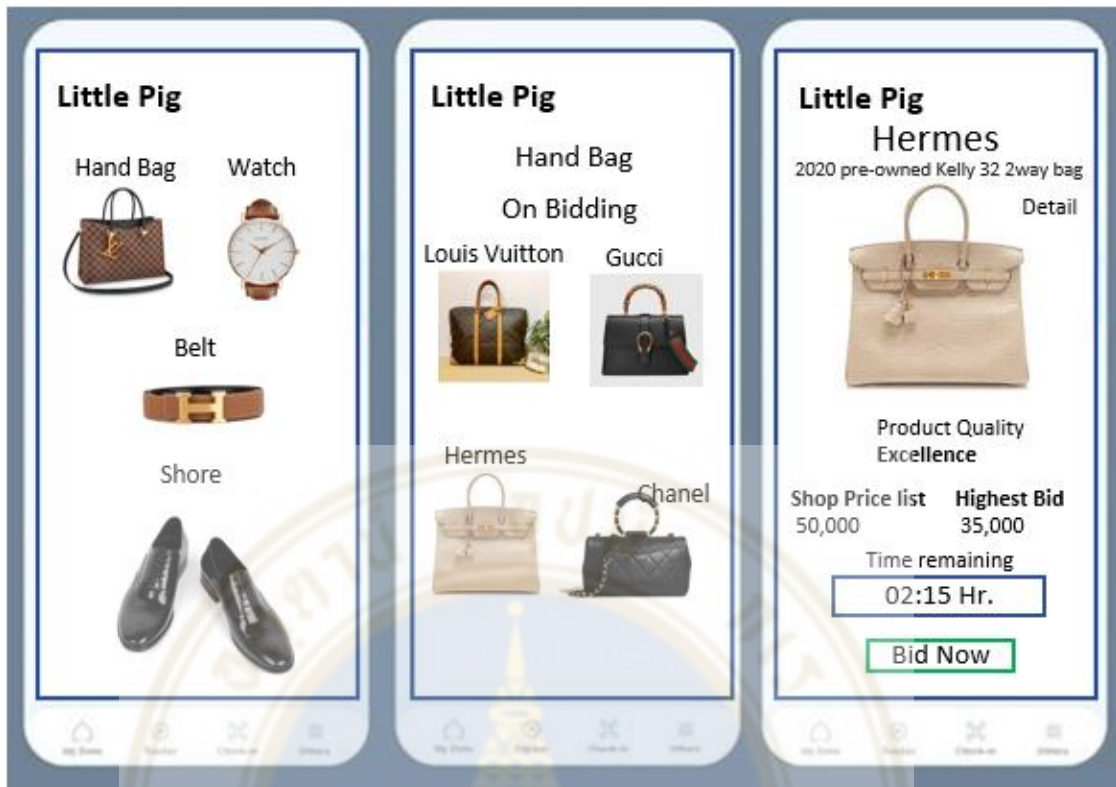 Little Pig
Hand Bag Watch
Belt
Shore
Little Pig
Hand Bag
On Bidding
Louis Vuitton Gucci
Hermes
Chanel
Little Pig
Hermes
2020 pre-owned Kelly 32 2way bag
Detail
Product Quality
Excellence
Shop Price list Highest Bid
50,000 35,000
Time remaining
02:15 Hr.
Bid Now